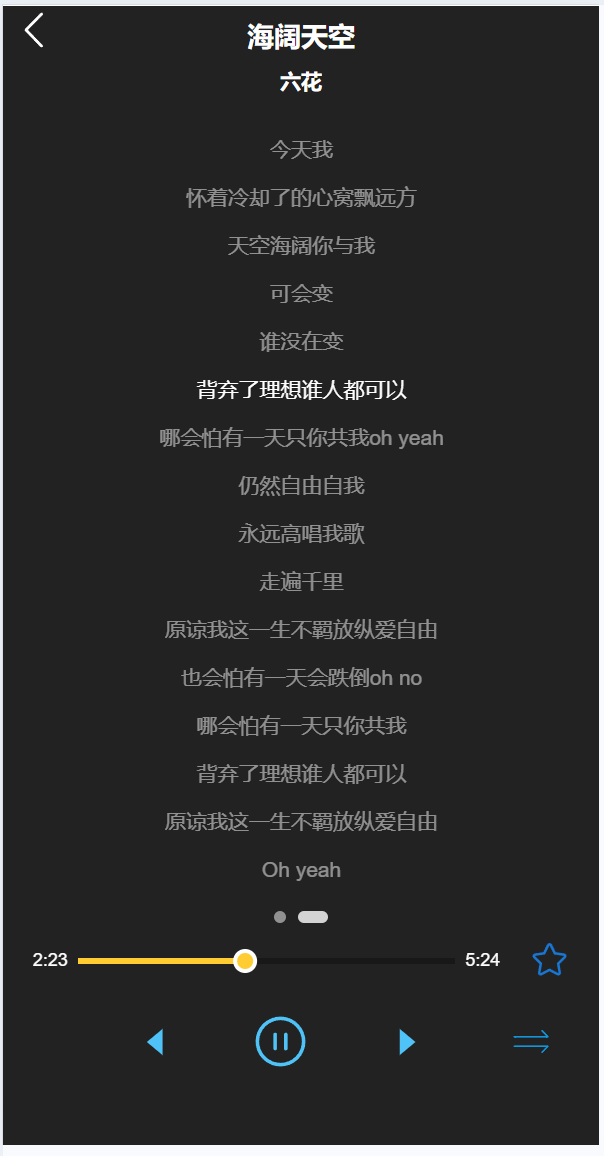 海阔天空
六花
今天我
怀着冷却了的心窝飘远方
天空海阔你与我
可会变
谁没在变
背弃了理想谁人都可以
哪会怕有一天只你共我oh yeah
仍然自由自我
永远高唱我歌
走遍千里
原谅我这一生不羁放纵爱自由
也会怕有一天会跌倒oh no
哪会怕有一天只你共我
背弃了理想谁人都可以
原谅我这一生不羁放纵爱自由
Oh yeah
2:23 5:24